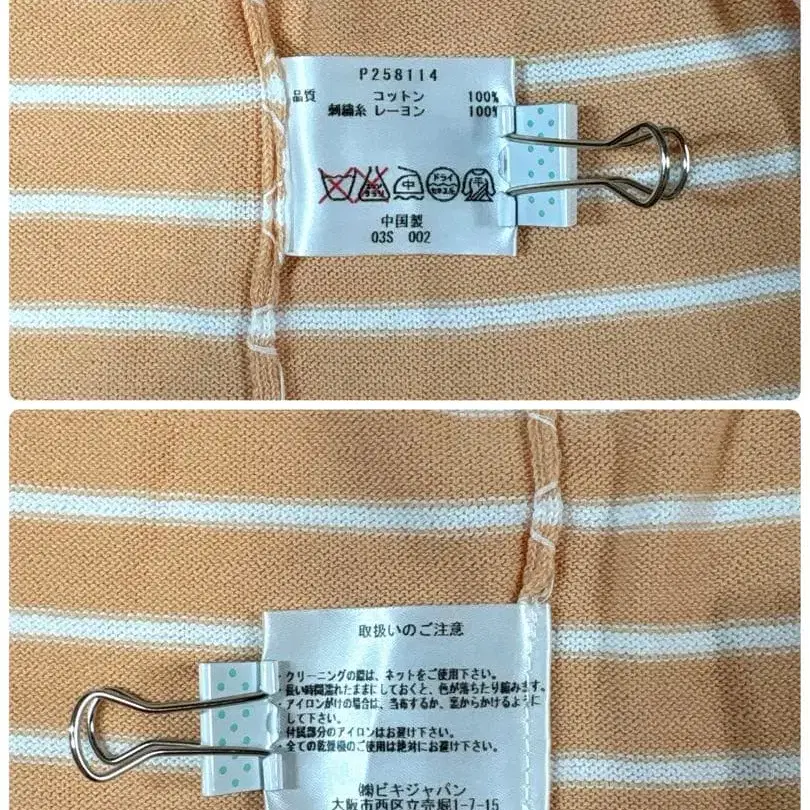 P258114
品質 コットン 100%
刺繍糸 レーヨン 100%
中
ドライ
中国製
03S 002
取扱いのご注意
・クリーニングの際は、ネットをご使用下さい。
・長い時間濡れたままにしておくと、色が落ちたり縮みます。
・アイロンがけの場合は、当布するか、裏からかけるように
して下さい。
・付属部分のアイロンはお避け下さい。
・全ての乾燥機のご使用は絶対にお避け下さい。
㈱ビキジャパン
大阪市西区立売堀1-7-15